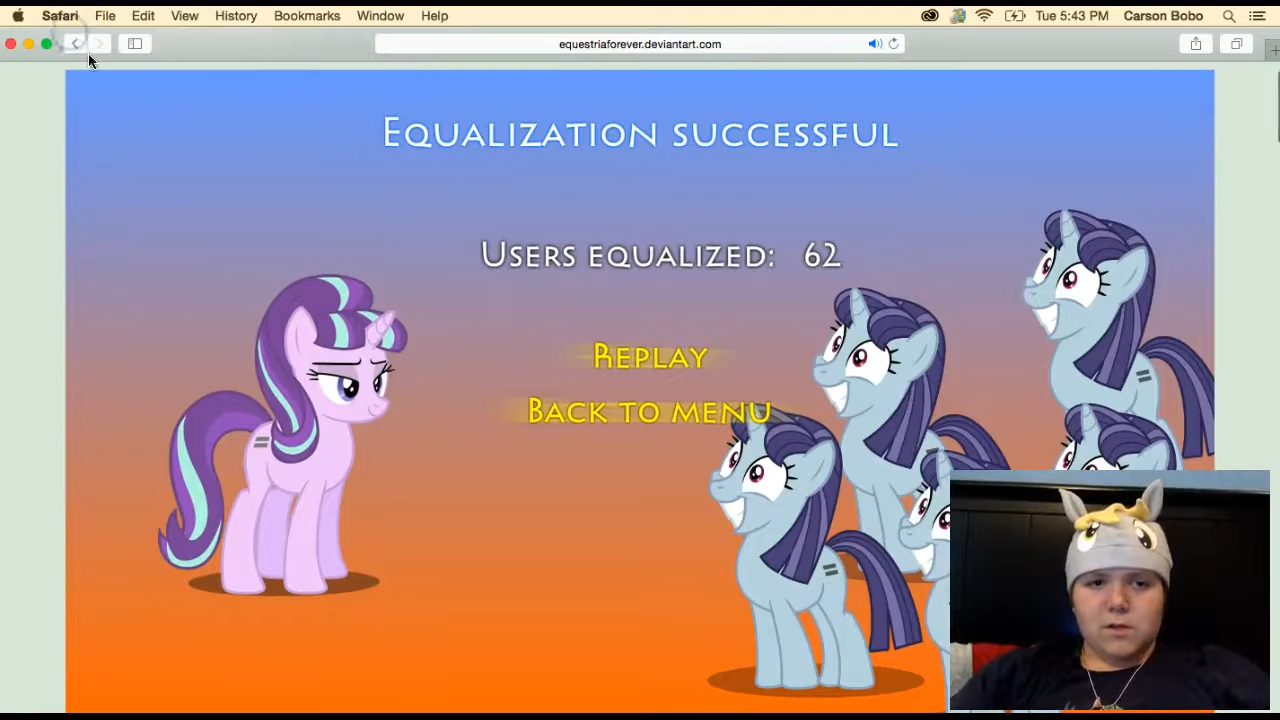 Safari File Edit View History Bookmarks Window Help Tue 5:43 PM Carson Bobo
equestriaforever.deviantart.com
EQUALIZATION SUCCESSFUL
USERS EQUALIZED: 62
REPLAY
BACK TO MENU